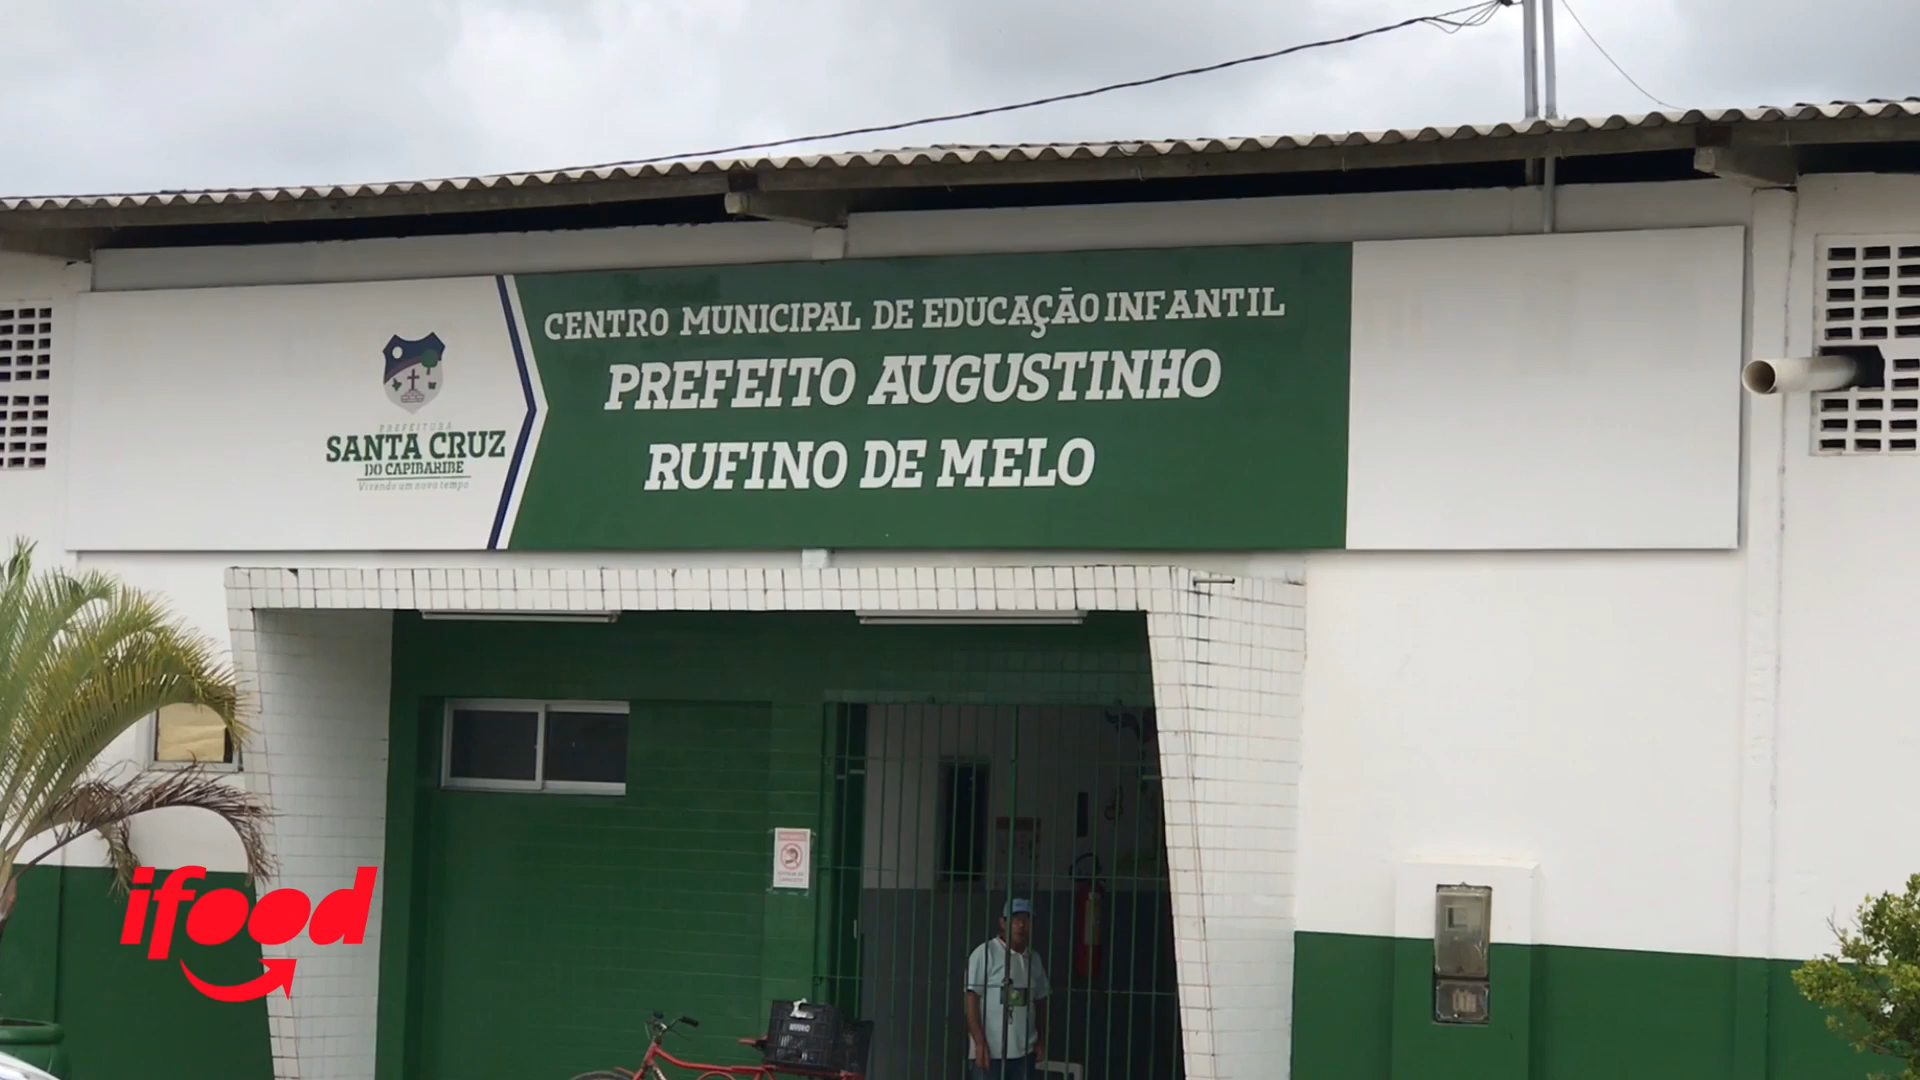 CENTRO MUNICIPAL DE EDUCAÇÃO INFANTIL
PREFEITO AUGUSTINHO
RUFINO DE MELO
PREFEITURA
SANTA CRUZ
DO CAPIBARIBE
Vivendo um novo tempo
ifood